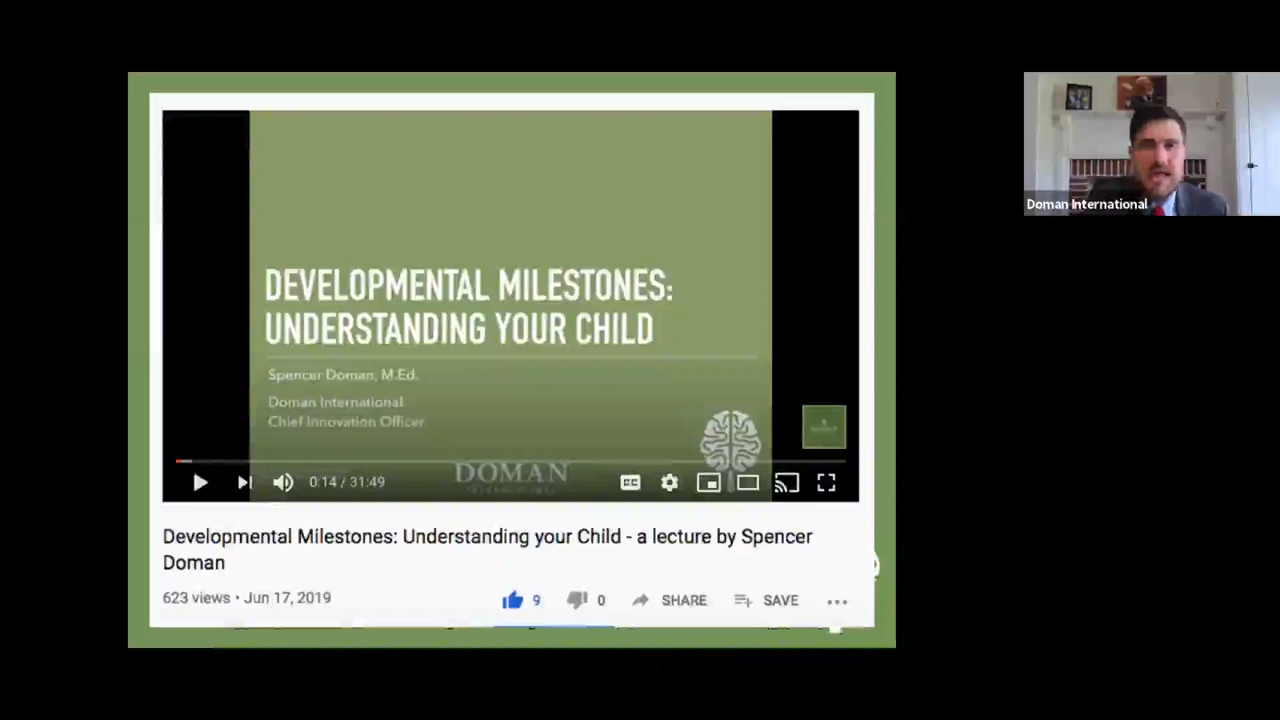 DEVELOPMENTAL MILESTONES:
UNDERSTANDING YOUR CHILD
Spencer Doman, M.Ed.
Doman International
Chief Innovation Officer
DOMAN
0:14 / 31:49
CC
Developmental Milestones: Understanding your Child - a lecture by Spencer
Doman
623 views • Jun 17, 2019
9
0
SHARE
SAVE
Doman International